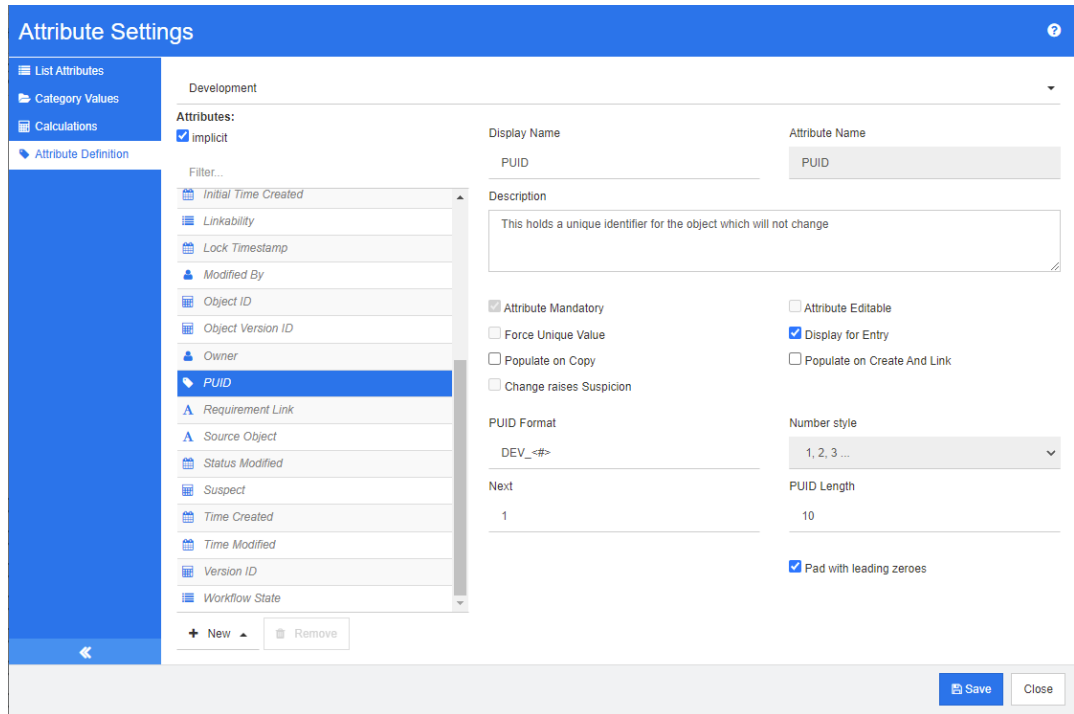 Attribute Settings
List Attributes
Category Values
Calculations
Attribute Definition
Development
Attributes:
implicit
Filter...
Initial Time Created
Linkability
Lock Timestamp
Modified By
Object ID
Object Version ID
Owner
PUID
Requirement Link
Source Object
Status Modified
Suspect
Time Created
Time Modified
Version ID
Workflow State
+ New
Remove
Display Name
Attribute Name
PUID
PUID
Description
This holds a unique identifier for the object which will not change
Attribute Mandatory
Attribute Editable
Force Unique Value
Display for Entry
Populate on Copy
Populate on Create And Link
Change raises Suspicion
PUID Format
Number style
DEV_<#>
1, 2, 3 ...
Next
PUID Length
1
10
Pad with leading zeroes
Save
Close